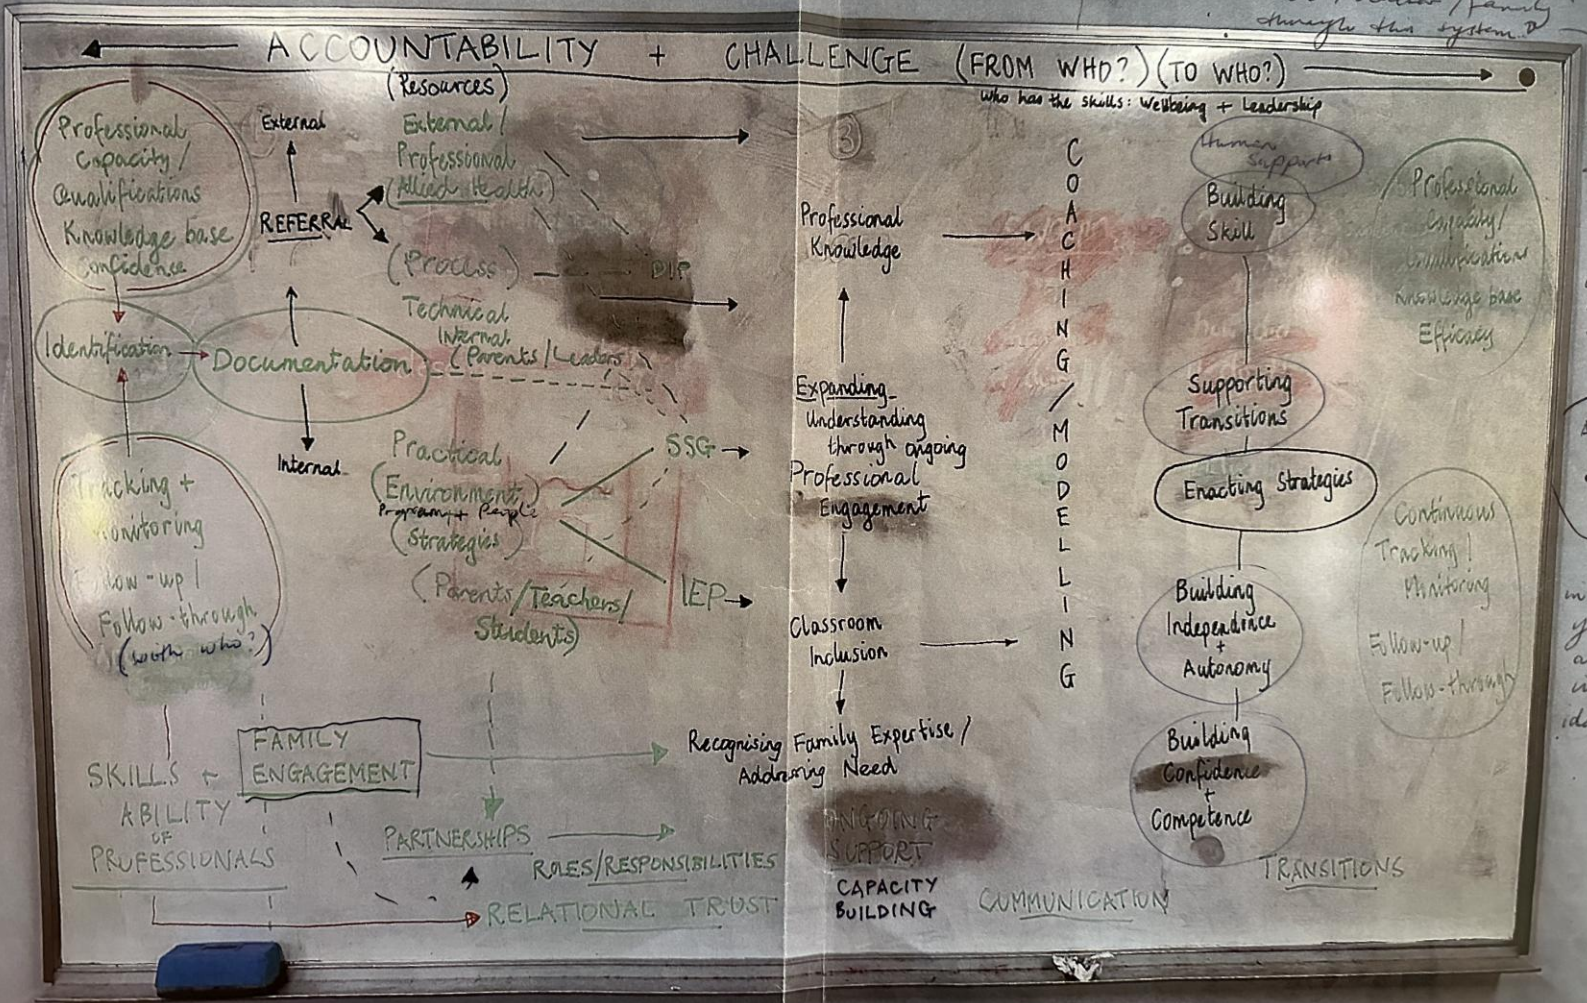 through this system.
ACCOUNTABILITY + CHALLENGE (FROM WHO?) (TO WHO?)
(Resources)
Who has the skills: Wellbeing + Leadership
Professional
Capacity/
Qualifications
Knowledge base
Confidence
Identification
Documentation
Tracking +
Monitoring
Follow-up/
Follow-through
(with who?)
SKILLS +
ABILITY
OF
PROFESSIONALS
External
REFERRAL
Internal
FAMILY
ENGAGEMENT
External/
Professional
(Allied Health)
(Process)
Technical
Internal
(Parents/Leaders)
Practical
(Environment)
Program + People
(Strategies)
(Parents/Teachers/
Students)
SSG
IEP
PARTNERSHIPS
ROLES/RESPONSIBILITIES
RELATIONAL TRUST
3
Professional
Knowledge
Expanding
Understanding
through ongoing
Professional
Engagement
Classroom
Inclusion
Recognising Family Expertise/
Addressing Need
ONGOING
SUPPORT
CAPACITY
BUILDING
COACHING/MODELLING
COMMUNICATION
Human
Supports
Building
Skill
Supporting
Transitions
Enacting Strategies
Building
Independence
+
Autonomy
Building
Confidence
+
Competence
TRANSITIONS
Professional
Capacity/
Qualifications
Knowledge base
Efficacy
Continuous
Tracking/
Monitoring
Follow-up/
Follow-through